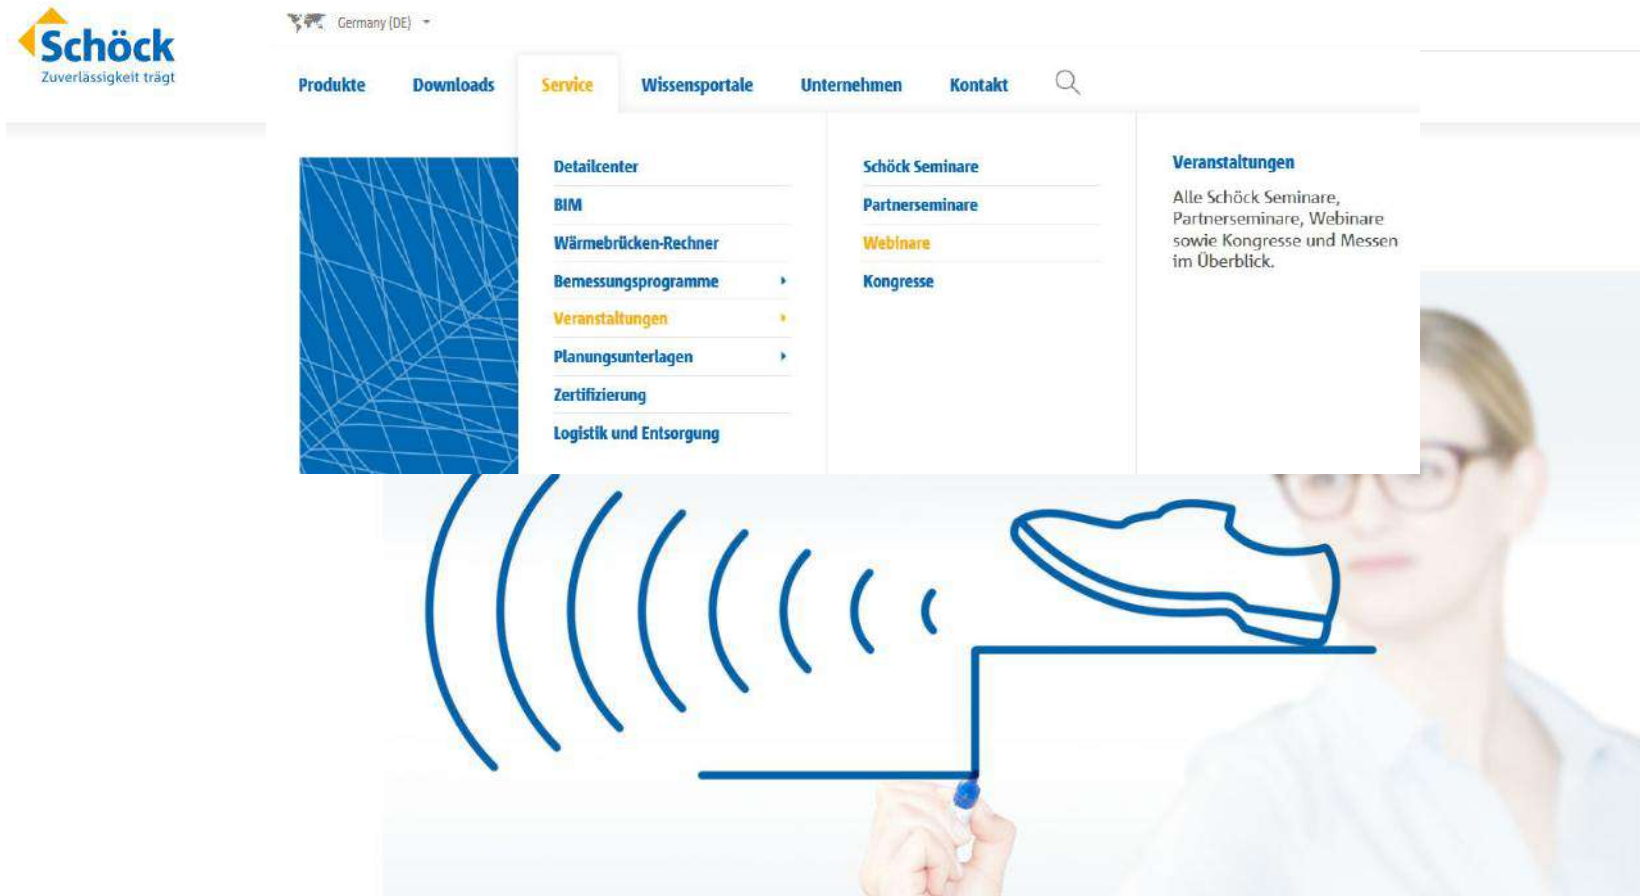 Schöck
Zuverlässigkeit trägt
Germany (DE)
Produkte
Downloads
Service
Wissensportale
Unternehmen
Kontakt
Detailcenter
BIM
Wärmebrücken-Rechner
Bemessungsprogramme
Veranstaltungen
Planungsunterlagen
Zertifizierung
Logistik und Entsorgung
Schöck Seminare
Partnerseminare
Webinare
Kongresse
Veranstaltungen
Alle Schöck Seminare,
Partnerseminare, Webinare
sowie Kongresse und Messen
im Überblick.